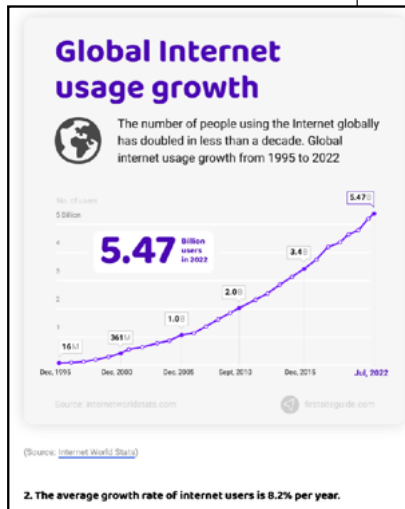 Global Internet
usage growth
The number of people using the Internet globally
has doubled in less than a decade. Global
internet usage growth from 1995 to 2022
No. of users
5 Billion
5.47B
4
5.47 Billion users in 2022
3.4B
3
2.0B
2
1.0B
1
361M
16M
Dec, 1995 Dec, 2000 Dec, 2005 Sept, 2010 Dec, 2015 Jul, 2022
Source: internetworldstats.com firstsiteguide.com
(Source: Internet World Stats)
2. The average growth rate of internet users is 8.2% per year.